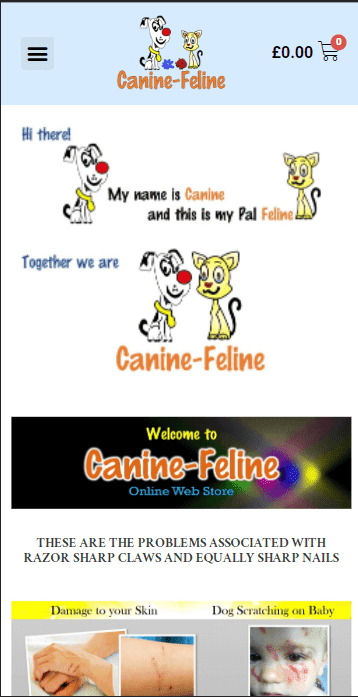 £0.00
0
Canine-Feline
Hi there!
My name is Canine
and this is my Pal Feline
Together we are
Canine-Feline
Welcome to
Canine-Feline
Online Web Store
THESE ARE THE PROBLEMS ASSOCIATED WITH
RAZOR SHARP CLAWS AND EQUALLY SHARP NAILS
Damage to your Skin
Dog Scratching on Baby